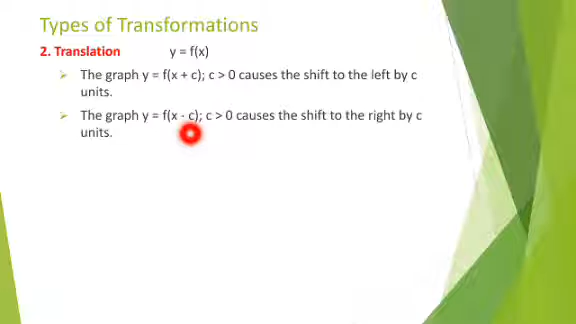 Types of Transformations
2. Translation y = f(x)
➢ The graph y = f(x + c); c > 0 causes the shift to the left by c
units.
➢ The graph y = f(x - c); c > 0 causes the shift to the right by c
units.